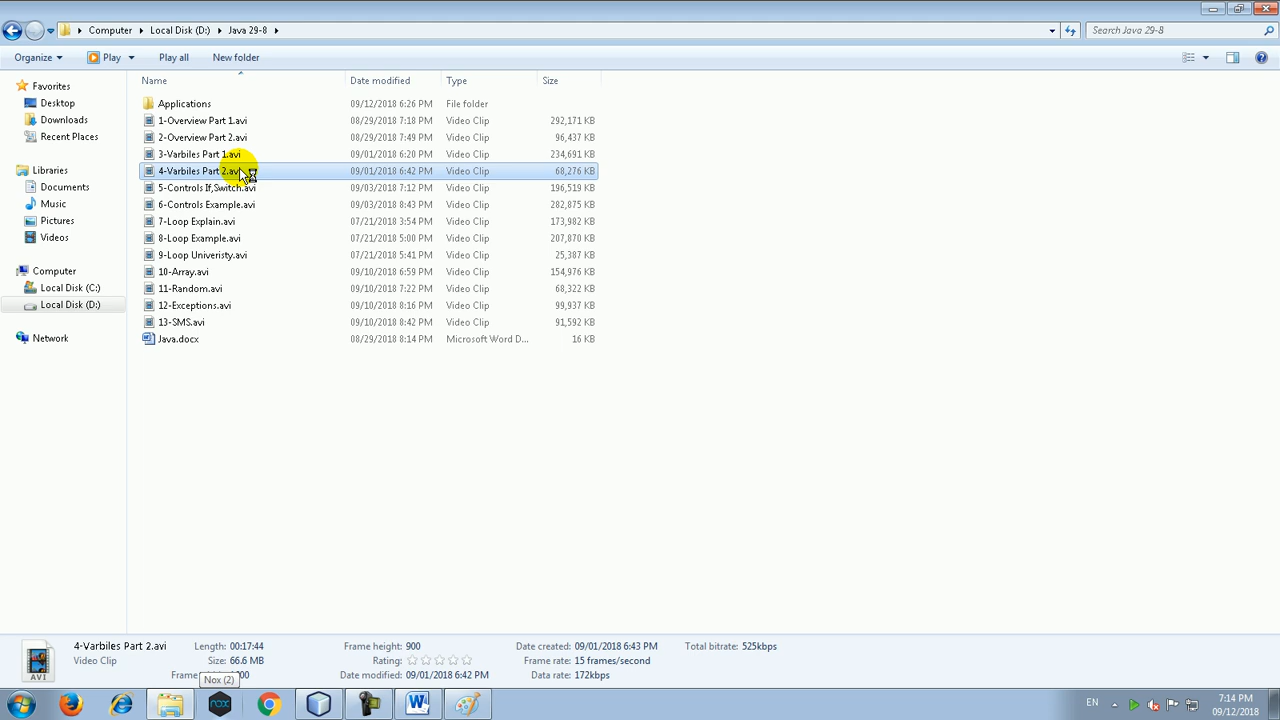 Computer Local Disk (D:) Java 29-8 Search Java 29-8
Organize Play Play all New folder
Name Date modified Type Size
Favorites
Desktop
Downloads
Recent Places
Libraries
Documents
Music
Pictures
Videos
Computer
Local Disk (C:)
Local Disk (D:)
Network
Applications 09/12/2018 6:26 PM File folder
1-Overview Part 1.avi 08/29/2018 7:18 PM Video Clip 292,171 KB
2-Overview Part 2.avi 08/29/2018 7:49 PM Video Clip 96,437 KB
3-Varbiles Part 1.avi 09/01/2018 6:20 PM Video Clip 234,691 KB
4-Varbiles Part 2.avi 09/01/2018 6:42 PM Video Clip 68,276 KB
5-Controls If,Switch.avi 09/03/2018 7:12 PM Video Clip 196,519 KB
6-Controls Example.avi 09/03/2018 8:43 PM Video Clip 282,875 KB
7-Loop Explain.avi 07/21/2018 3:54 PM Video Clip 173,982 KB
8-Loop Example.avi 07/21/2018 5:00 PM Video Clip 207,870 KB
9-Loop Univeristy.avi 07/21/2018 5:41 PM Video Clip 25,387 KB
10-Array.avi 09/10/2018 6:59 PM Video Clip 154,976 KB
11-Random.avi 09/10/2018 7:22 PM Video Clip 68,322 KB
12-Exceptions.avi 09/10/2018 8:16 PM Video Clip 99,937 KB
13-SMS.avi 09/10/2018 8:42 PM Video Clip 91,592 KB
Java.docx 08/29/2018 8:14 PM Microsoft Word D... 16 KB
4-Varbiles Part 2.avi Length: 00:17:44 Frame height: 900 Date created: 09/01/2018 6:43 PM Total bitrate: 525kbps
Video Clip Size: 66.6 MB Rating: Frame rate: 15 frames/second
AVI Date modified: 09/01/2018 6:42 PM Data rate: 172kbps
Nox (2)
nox
EN 7:14 PM
09/12/2018